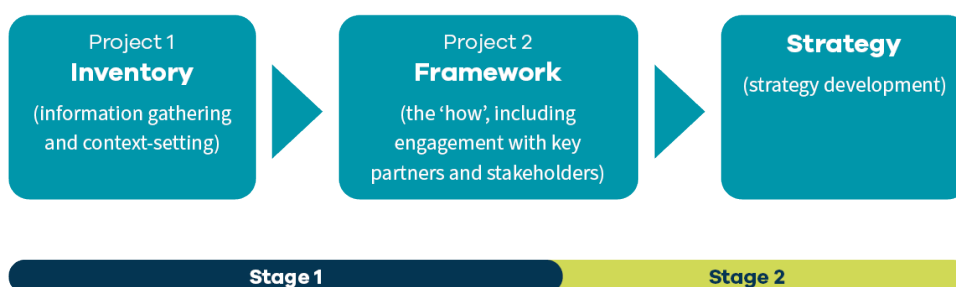 Project 1
Inventory
(information gathering
and context-setting)
Project 2
Framework
(the ‘how’, including
engagement with key
partners and stakeholders)
Strategy
(strategy development)
Stage 1
Stage 2